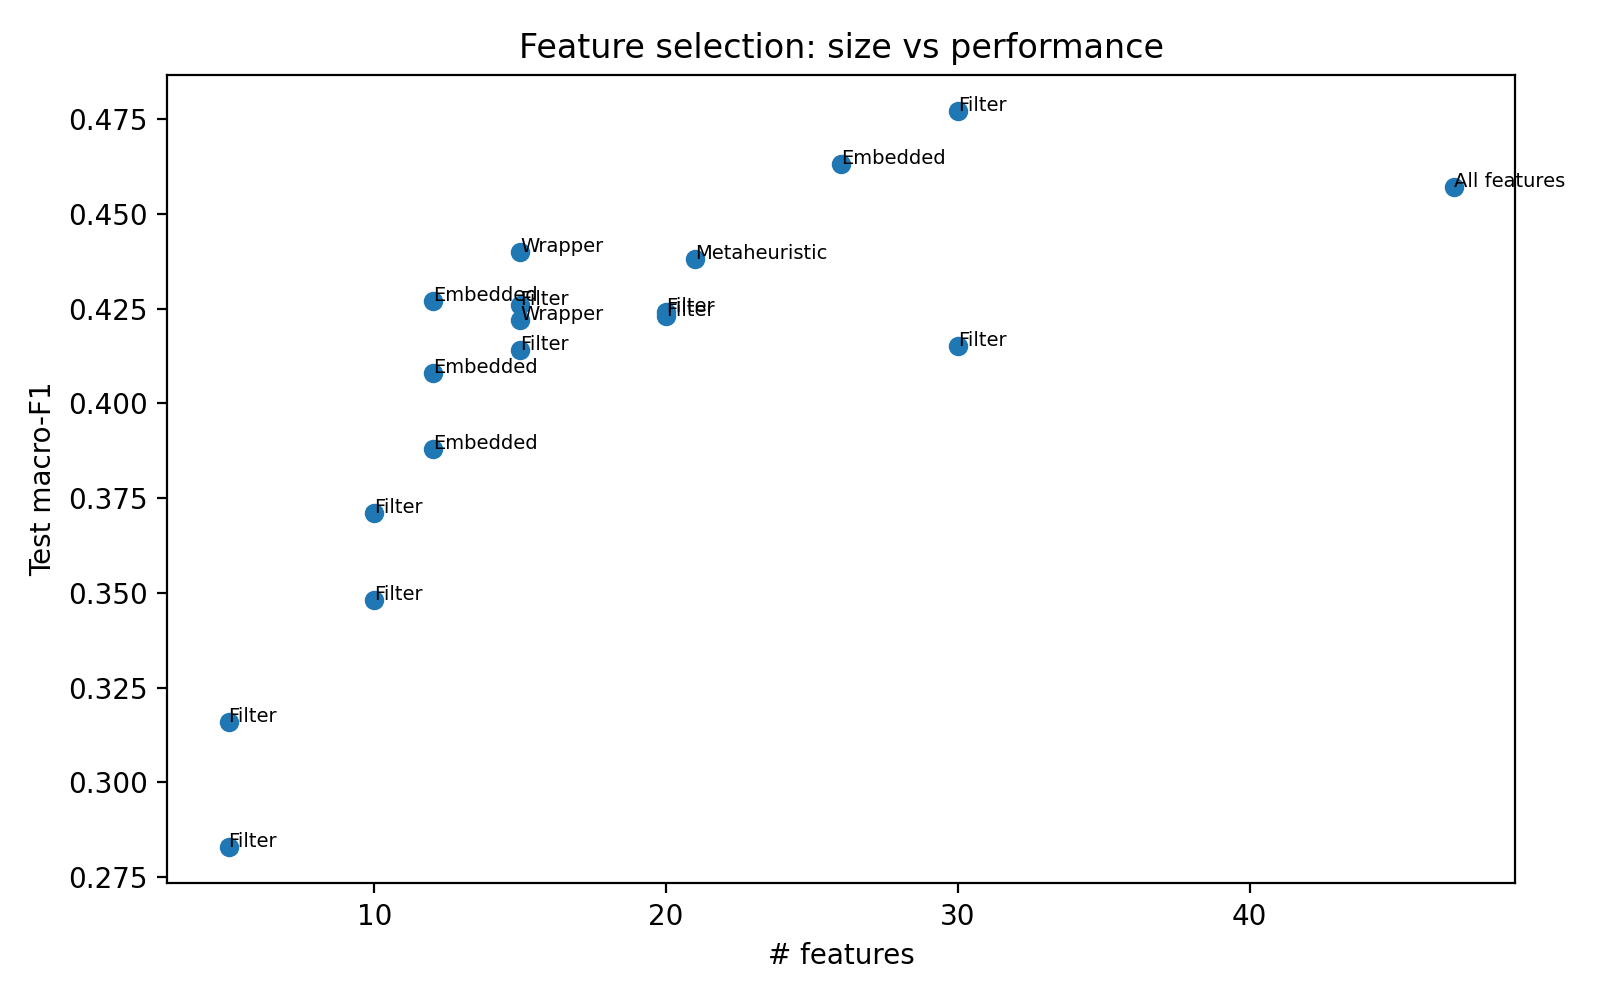 Feature selection: size vs performance
0.475
0.450
0.425
0.400
0.375
0.350
0.325
0.300
0.275
Test macro-F1
Filter
Embedded
All features
Wrapper
Metaheuristic
Embedded
Filter
Wrapper
Filter
Filter
Filter
Filter
Embedded
Embedded
Filter
Filter
Filter
Filter
10
20
30
40
# features